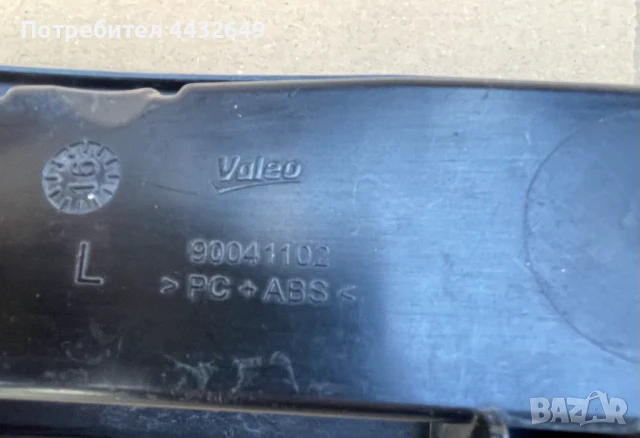 Потребител 4432649
16
Valeo
L
90041102
> PC + ABS <
BAZAR